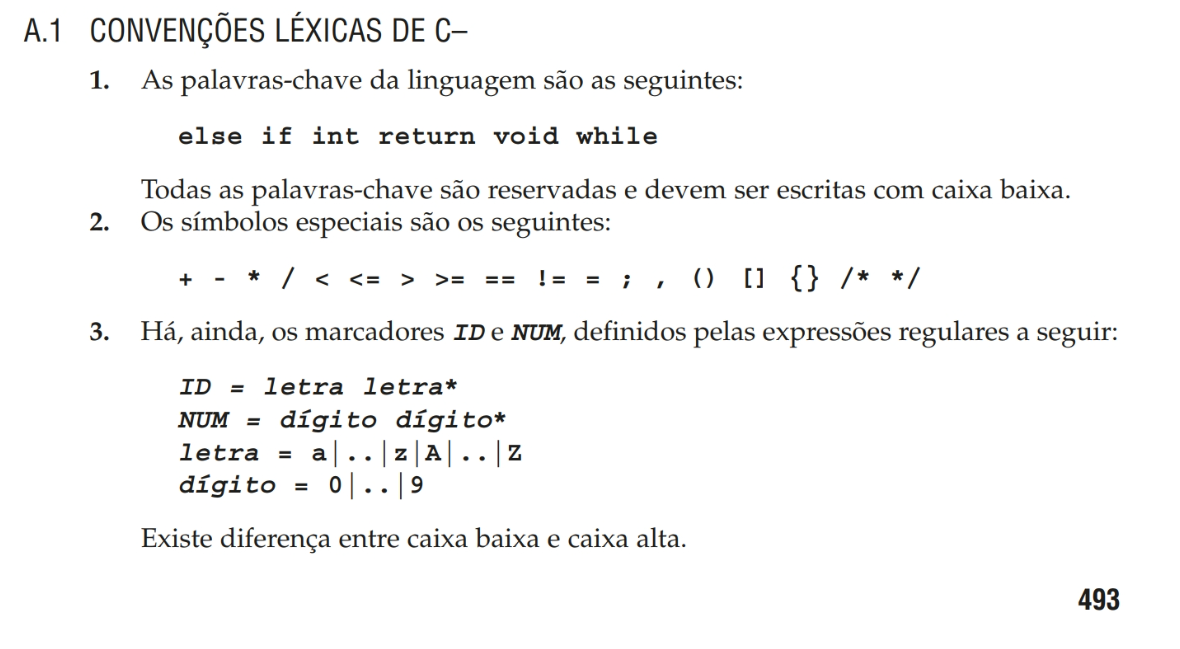 A.1 CONVENÇÕES LÉXICAS DE C–
1. As palavras-chave da linguagem são as seguintes:
else if int return void while
Todas as palavras-chave são reservadas e devem ser escritas com caixa baixa.
2. Os símbolos especiais são os seguintes:
+ - * / < <= > >= == != = ; , () [] {} /* */
3. Há, ainda, os marcadores ID e NUM, definidos pelas expressões regulares a seguir:
ID = letra letra*
NUM = dígito dígito*
letra = a|..|z|A|..|Z
dígito = 0|..|9
Existe diferença entre caixa baixa e caixa alta.
493